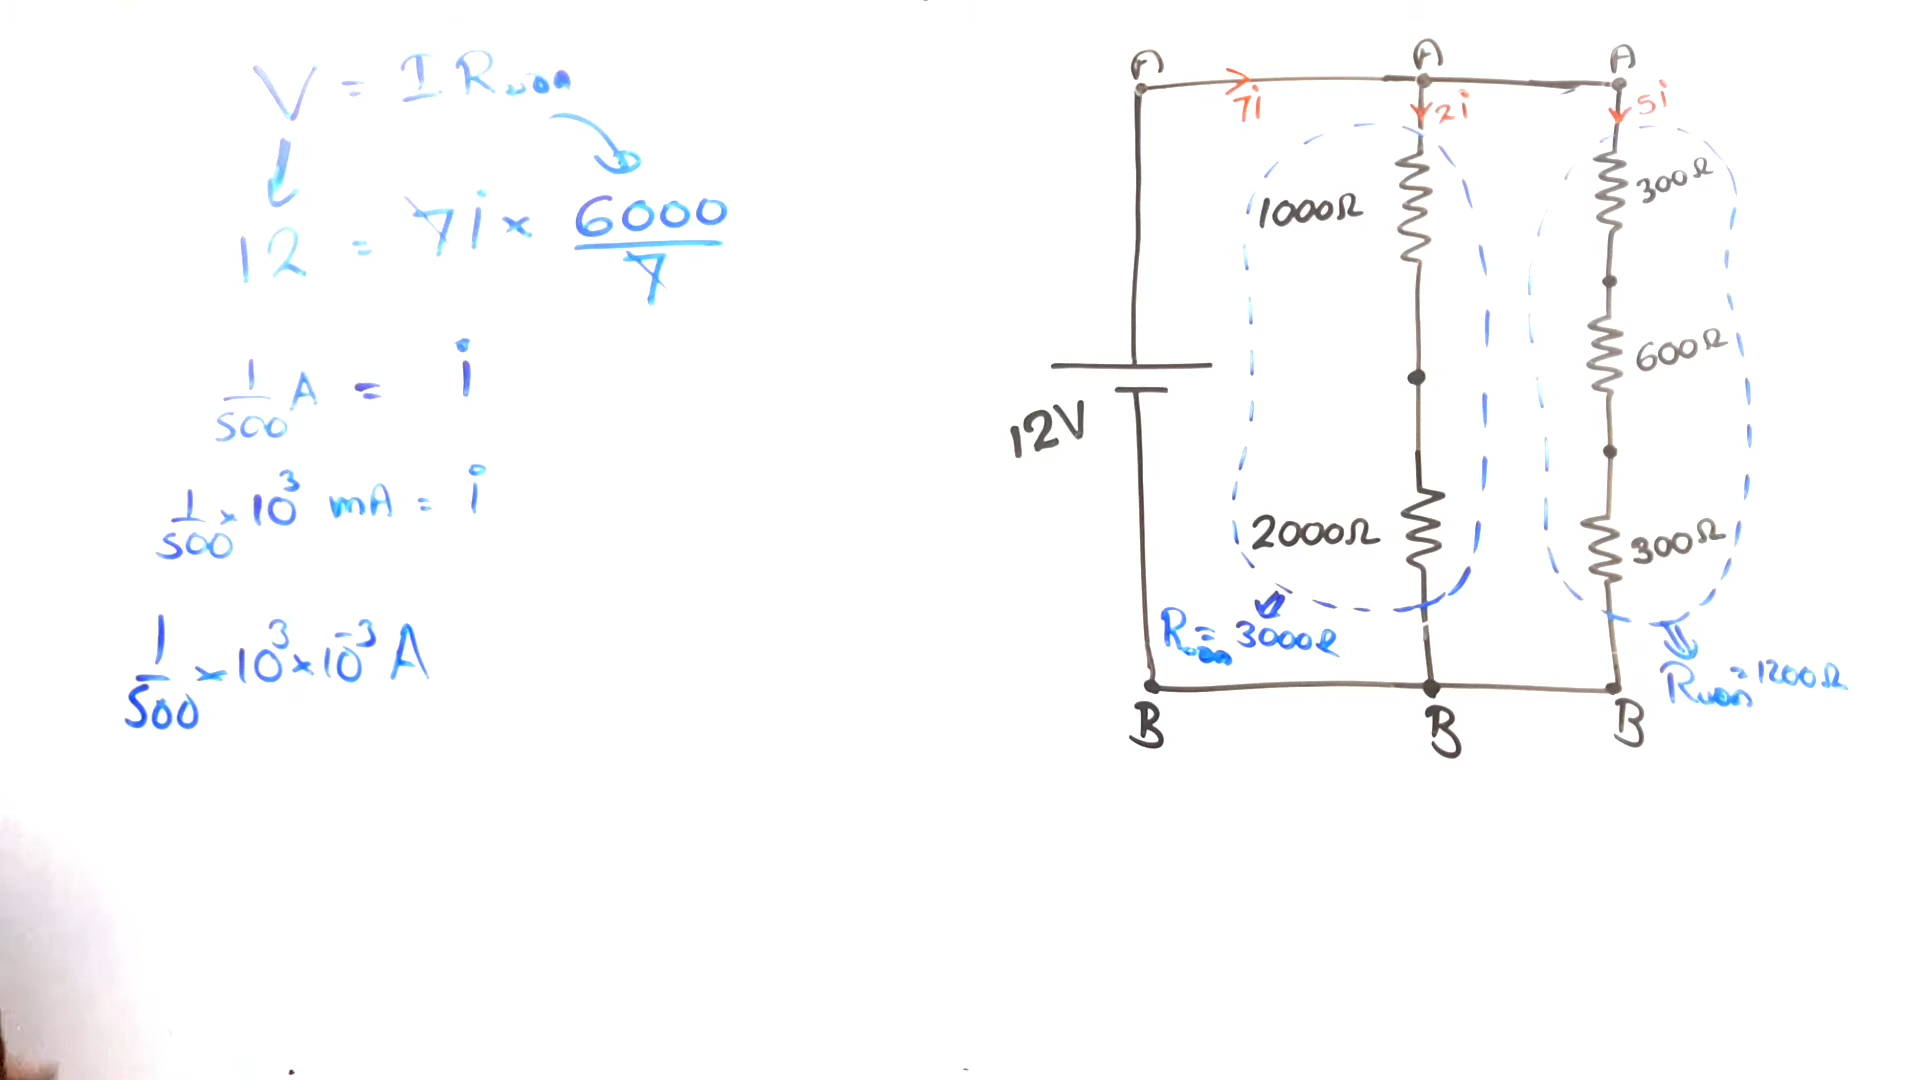 V = I R
12 = 7i × 6000/7
1/500 A = i
1/500 × 10³ mA = i
1/500 × 10³ × 10⁻³ A
A A A
7i 2i 5i
1000Ω 300Ω
600Ω
12V
2000Ω 300Ω
R = 3000Ω
R = 1200Ω
B B B